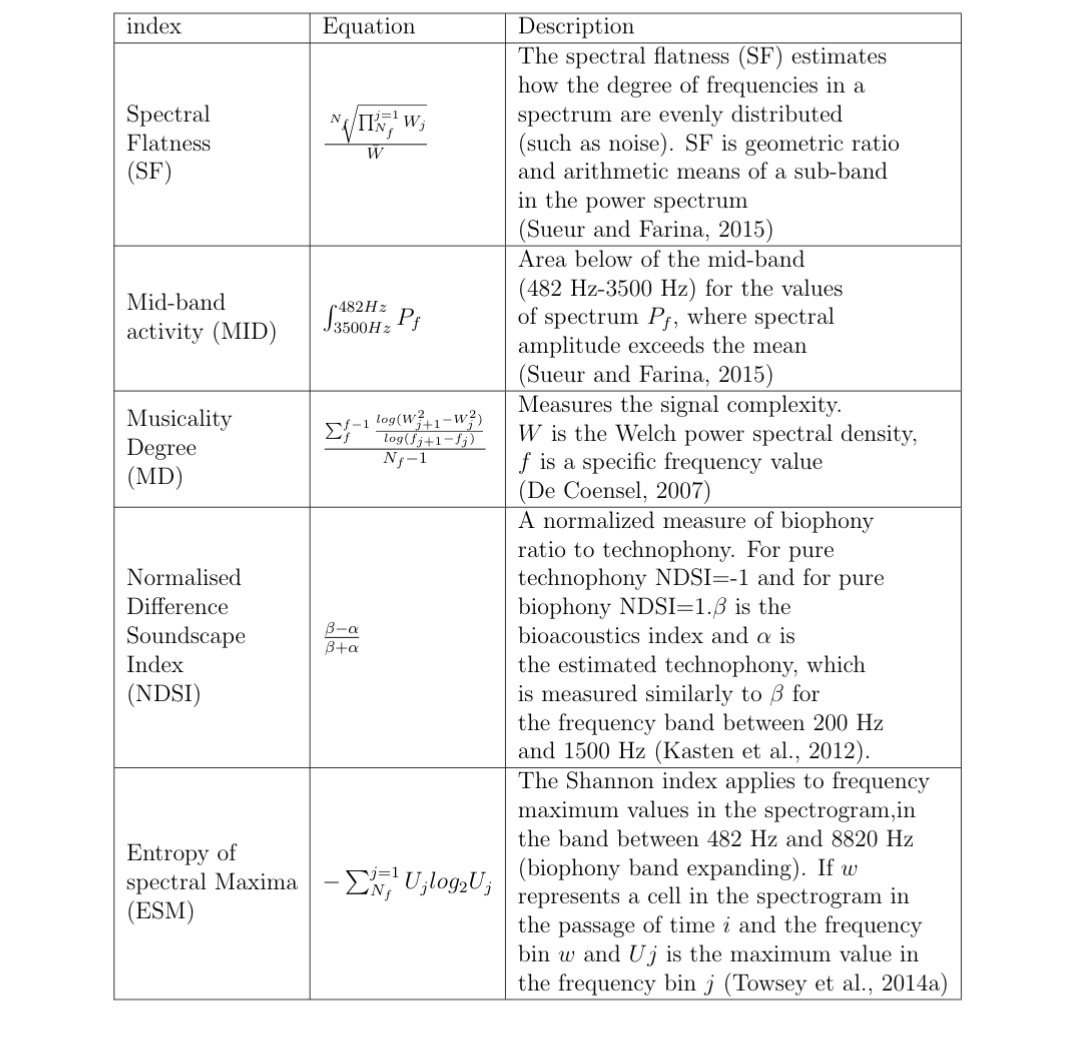 index Equation Description
Spectral
Flatness
(SF)
\frac{\sqrt[N_f]{\prod_{N_f}^{j=1} W_j}}{\bar{W}}
The spectral flatness (SF) estimates
how the degree of frequencies in a
spectrum are evenly distributed
(such as noise). SF is geometric ratio
and arithmetic means of a sub-band
in the power spectrum
(Sueur and Farina, 2015)
Mid-band
activity (MID)
\int_{3500Hz}^{482Hz} P_f
Area below of the mid-band
(482 Hz-3500 Hz) for the values
of spectrum P_f, where spectral
amplitude exceeds the mean
(Sueur and Farina, 2015)
Musicality
Degree
(MD)
\frac{\sum_{f}^{f-1} \frac{log(W_{j+1}^2-W_j^2)}{log(f_{j+1}-f_j)}}{N_f-1}
Measures the signal complexity.
W is the Welch power spectral density,
f is a specific frequency value
(De Coensel, 2007)
Normalised
Difference
Soundscape
Index
(NDSI)
\frac{β-α}{β+α}
A normalized measure of biophony
ratio to technophony. For pure
technophony NDSI=-1 and for pure
biophony NDSI=1.β is the
bioacoustics index and α is
the estimated technophony, which
is measured similarly to β for
the frequency band between 200 Hz
and 1500 Hz (Kasten et al., 2012).
Entropy of
spectral Maxima
(ESM)
-\sum_{N_f}^{j=1} U_j log_2 U_j
The Shannon index applies to frequency
maximum values in the spectrogram,in
the band between 482 Hz and 8820 Hz
(biophony band expanding). If w
represents a cell in the spectrogram in
the passage of time i and the frequency
bin w and Uj is the maximum value in
the frequency bin j (Towsey et al., 2014a)